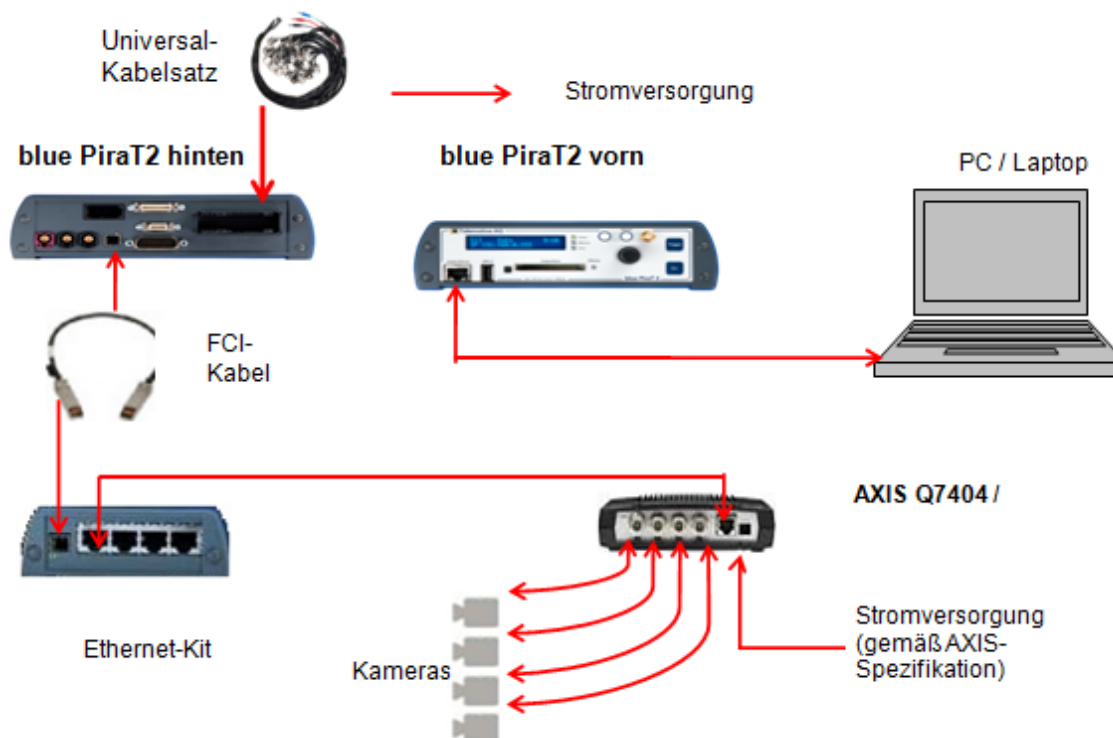 Universal-
Kabelsatz
Stromversorgung
blue PiraT2 hinten
blue PiraT2 vorn
PC / Laptop
FCI-
Kabel
AXIS Q7404 /
Ethernet-Kit
Kameras
Stromversorgung
(gemäß AXIS-
Spezifikation)